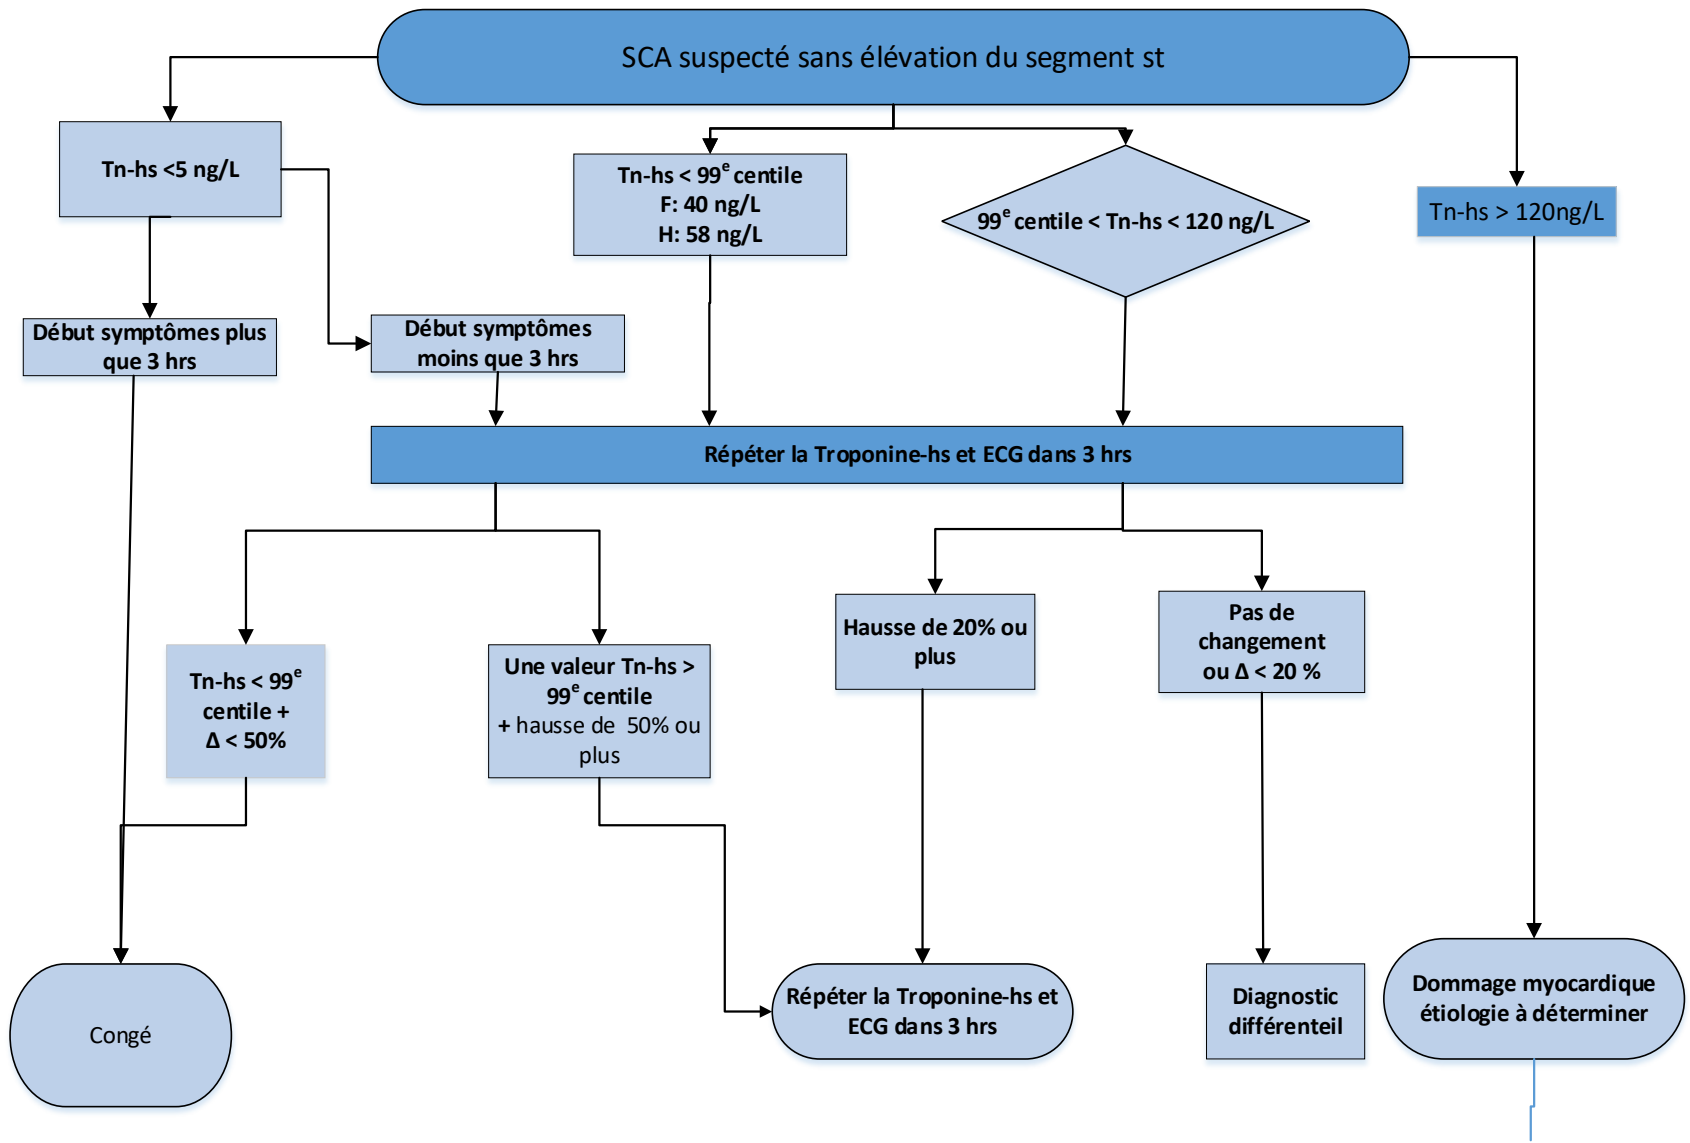 SCA suspecté sans élévation du segment st
Tn-hs <5 ng/L
Tn-hs < 99e centile
F: 40 ng/L
H: 58 ng/L
99e centile < Tn-hs < 120 ng/L
Tn-hs > 120ng/L
Début symptômes plus
que 3 hrs
Début symptômes
moins que 3 hrs
Répéter la Troponine-hs et ECG dans 3 hrs
Tn-hs < 99e
centile +
Δ < 50%
Une valeur Tn-hs >
99e centile
+ hausse de 50% ou
plus
Hausse de 20% ou
plus
Pas de
changement
ou Δ < 20 %
Congé
Répéter la Troponine-hs et
ECG dans 3 hrs
Diagnostic
différenteil
Dommage myocardique
étiologie à déterminer